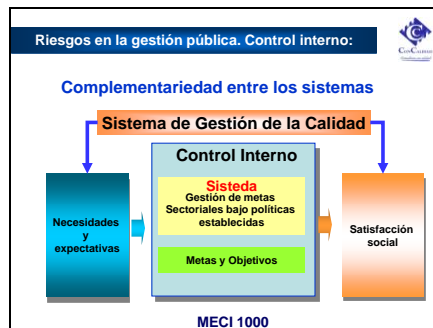 Riesgos en la gestión pública. Control interno:
Complementariedad entre los sistemas
Sistema de Gestión de la Calidad
Control Interno
Sisteda
Gestión de metas
Sectoriales bajo políticas
establecidas
Metas y Objetivos
Necesidades
y
expectativas
Satisfacción
social
MECI 1000